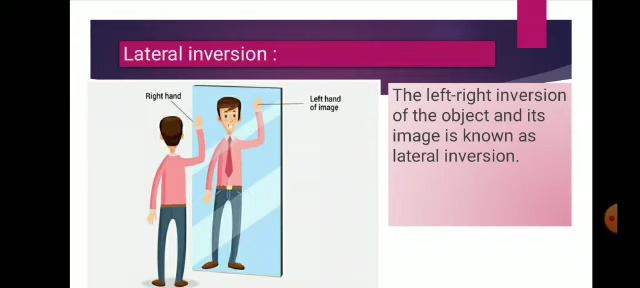 Lateral inversion :
Right hand
Left hand
of image
The left-right inversion
of the object and its
image is known as
lateral inversion.